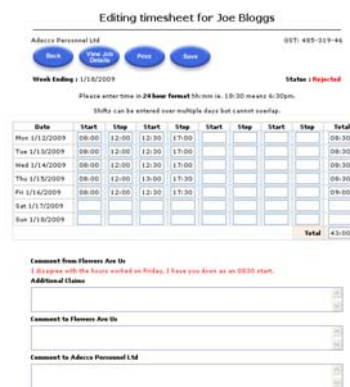 Editing timesheet for Joe Bloggs
Adecco Personnel Ltd GST: 485-319-46
Back View Job Details Print Save
Week Ending : 1/18/2009 Status : Rejected
Please enter time in 24 hour format hh:mm ie. 18:30 means 6:30pm.
Shifts can be entered over multiple days but cannot overlap.
Date Start Stop Start Stop Start Stop Start Stop Total
Mon 1/12/2009 08:00 12:00 12:30 17:00 08:30
Tue 1/13/2009 08:00 12:00 12:30 17:00 08:30
Wed 1/14/2009 08:00 12:00 12:30 17:00 08:30
Thu 1/15/2009 08:00 12:00 13:00 17:30 08:30
Fri 1/16/2009 08:00 12:00 12:30 17:30 09:00
Sat 1/17/2009
Sun 1/18/2009
Total 43:00
Comment from Flowers Are Us
I disagree with the hours worked on Friday, I have you down as an 0830 start.
Additional Claims
Comment to Flowers Are Us
Comment to Adecco Personnel Ltd